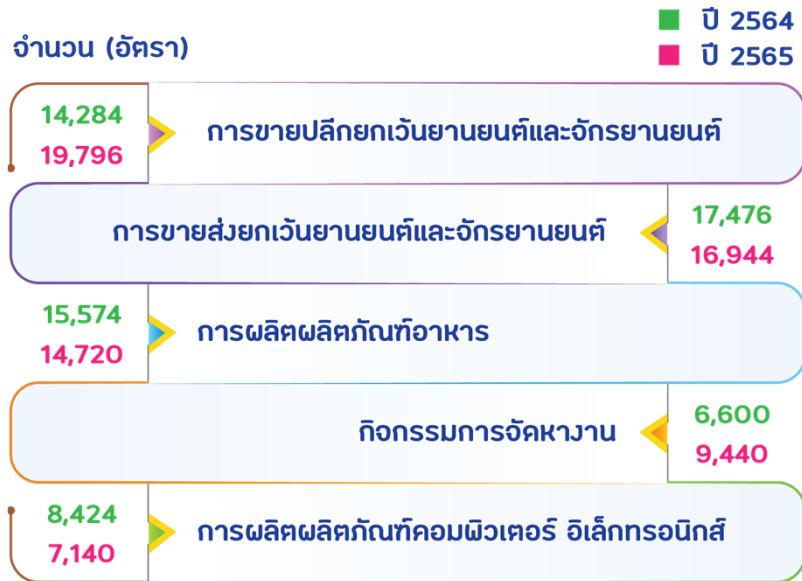 จำนวน (อัตรา)
ปี 2564
ปี 2565
14,284
19,796
การขายปลีกยกเว้นยานยนต์และจักรยานยนต์
การขายส่งยกเว้นยานยนต์และจักรยานยนต์
17,476
16,944
15,574
14,720
การผลิตผลิตภัณฑ์อาหาร
กิจกรรมการจัดหางาน
6,600
9,440
8,424
7,140
การผลิตผลิตภัณฑ์คอมพิวเตอร์ อิเล็กทรอนิกส์